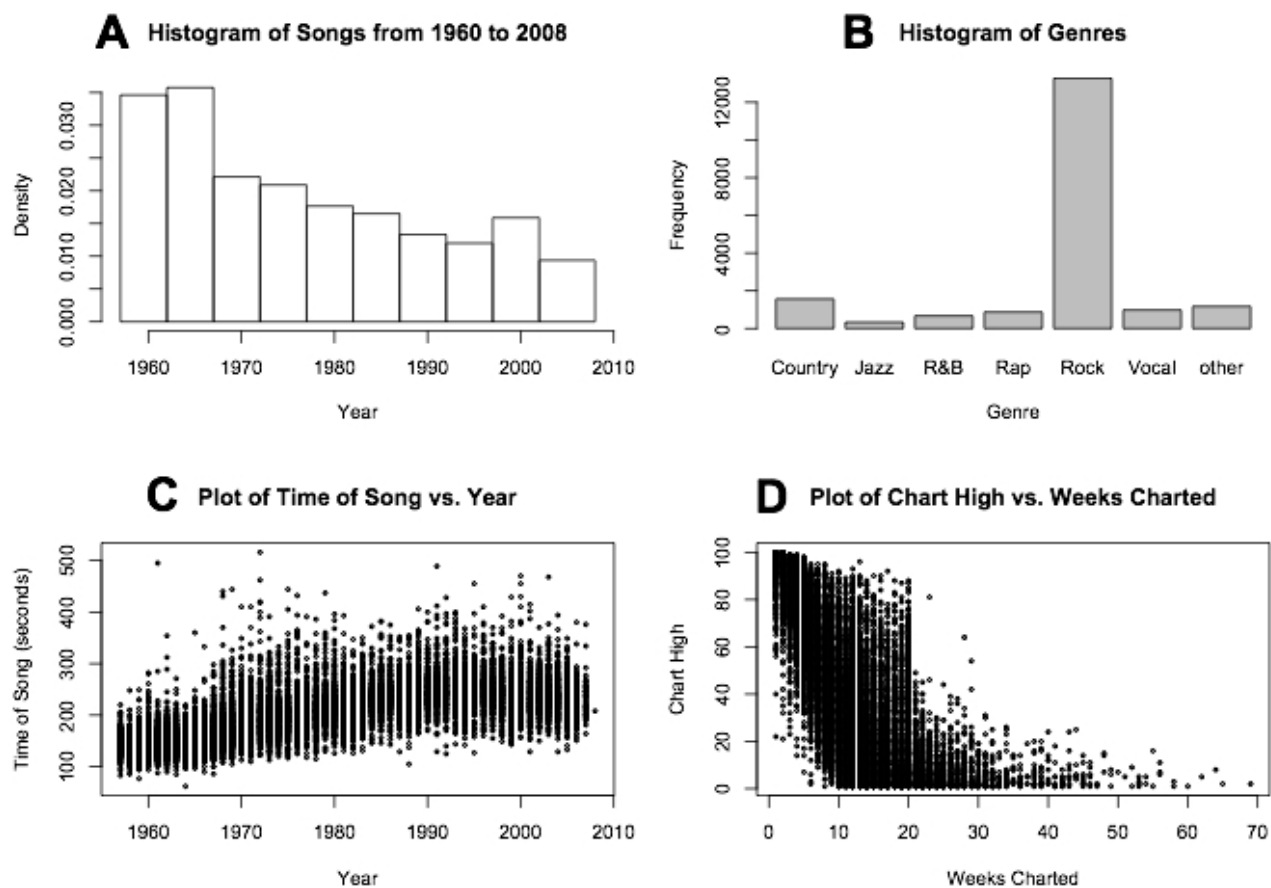 A Histogram of Songs from 1960 to 2008
Density
0.000 0.010 0.020 0.030
1960 1970 1980 1990 2000 2010
Year
B Histogram of Genres
Frequency
0 4000 8000 12000
Country Jazz R&B Rap Rock Vocal other
Genre
C Plot of Time of Song vs. Year
Time of Song (seconds)
100 200 300 400 500
1960 1970 1980 1990 2000 2010
Year
D Plot of Chart High vs. Weeks Charted
Chart High
0 20 40 60 80 100
0 10 20 30 40 50 60 70
Weeks Charted